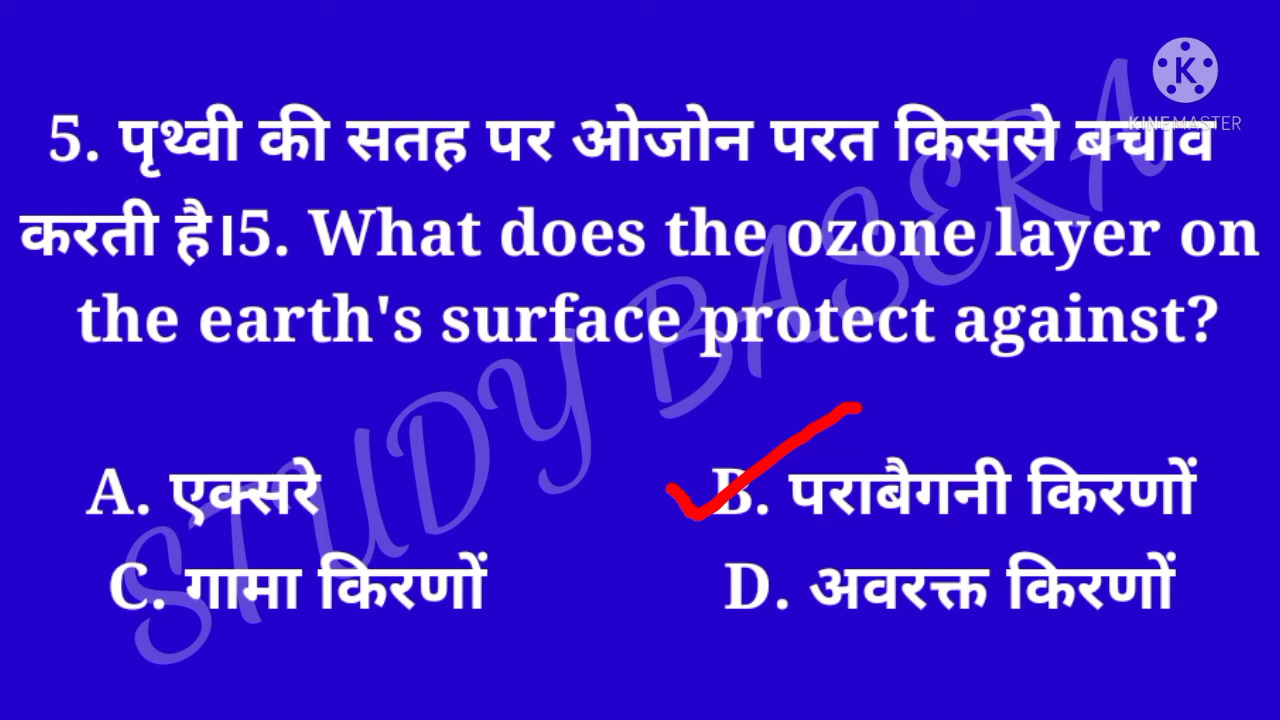 KINEMASTER
5. पृथ्वी की सतह पर ओजोन परत किससे बचाव
करती है।5. What does the ozone layer on
the earth's surface protect against?
STUDY BASERA
A. एक्सरे B. पराबैगनी किरणों
C. गामा किरणों D. अवरक्त किरणों